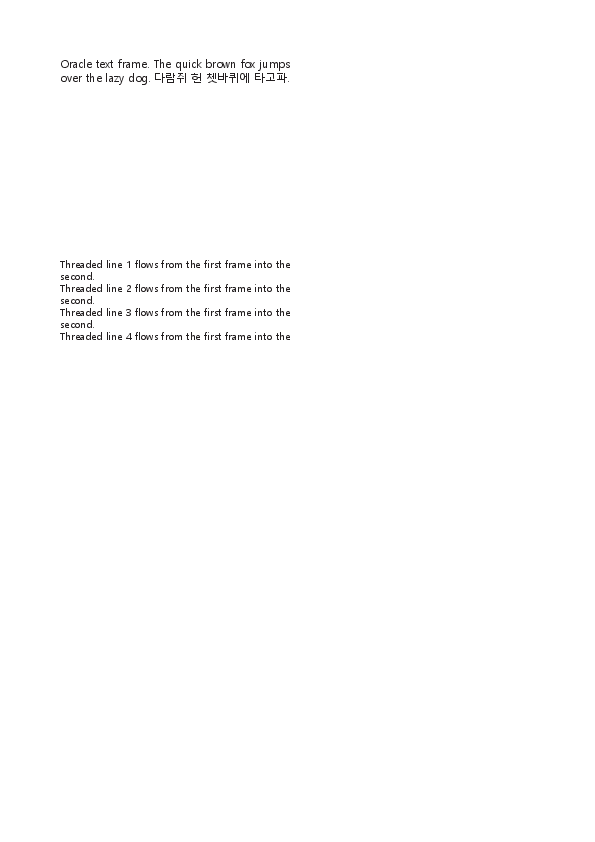 Oracle text frame. The quick brown fox jumps
over the lazy dog. 다람쥐 헌 쳇바퀴에 타고파.
Threaded line 1 flows from the first frame into the
second.
Threaded line 2 flows from the first frame into the
second.
Threaded line 3 flows from the first frame into the
second.
Threaded line 4 flows from the first frame into the